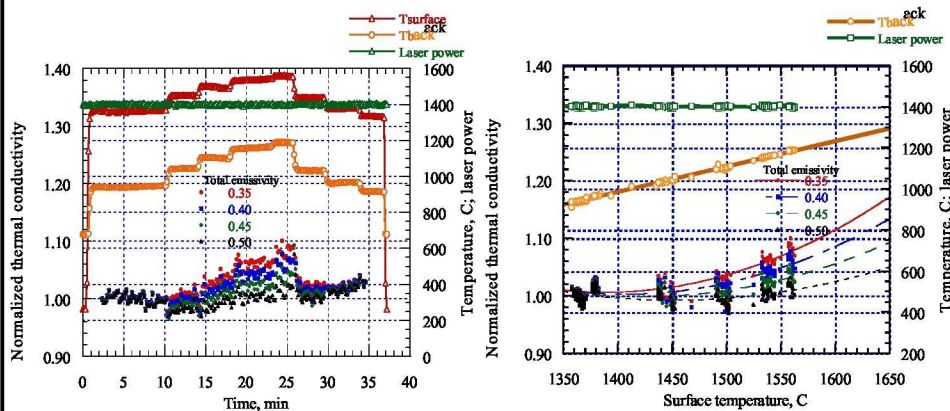 Tsurface
Tback
Laser power
1.40
1.30
1.20
1.10
1.00
0.90
Normalized thermal conductivity
Total emissivity
0.35
0.40
0.45
0.50
1600
1400
1200
1000
800
600
400
200
0
Temperature, C; laser power
0 5 10 15 20 25 30 35 40
Time, min
Tback
Laser power
1.40
1.30
1.20
1.10
1.00
0.90
Normalized thermal conductivity
Total emissivity
0.35
0.40
0.45
0.50
1600
1400
1200
1000
800
600
400
200
Temperature, C: laser power
1350 1400 1450 1500 1550 1600 1650
Surface temperature, C